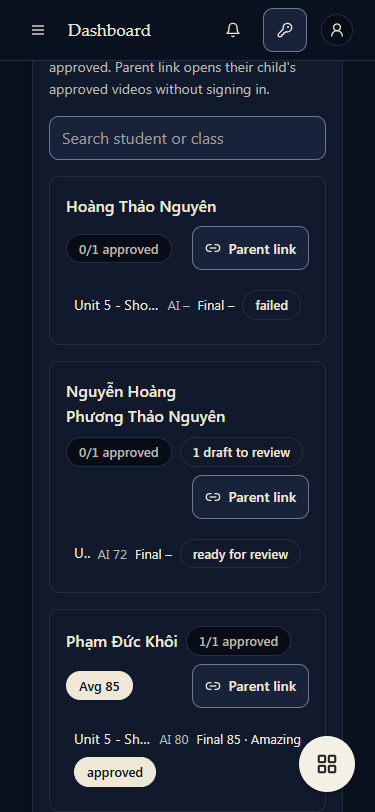 Dashboard
approved. Parent link opens their child's
approved videos without signing in.
Search student or class
Hoàng Thảo Nguyên
0/1 approved
Parent link
Unit 5 - Sho... AI – Final – failed
Nguyễn Hoàng
Phương Thảo Nguyên
0/1 approved 1 draft to review
Parent link
U.. AI 72 Final – ready for review
Phạm Đức Khôi 1/1 approved
Avg 85 Parent link
Unit 5 - Sh... AI 80 Final 85 · Amazing
approved